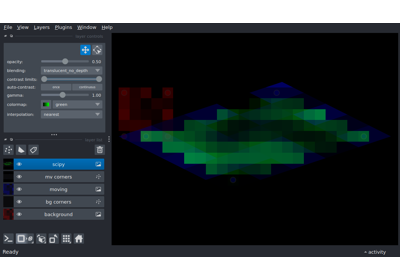 File View Layers Plugins Window Help
opacity: 0.50
blending: translucent_no_depth
contrast limits:
auto-contrast: once continuous
gamma: 1.00
colormap: green
interpolation: nearest
scipy
mv corners
moving
bg corners
background
Ready activity